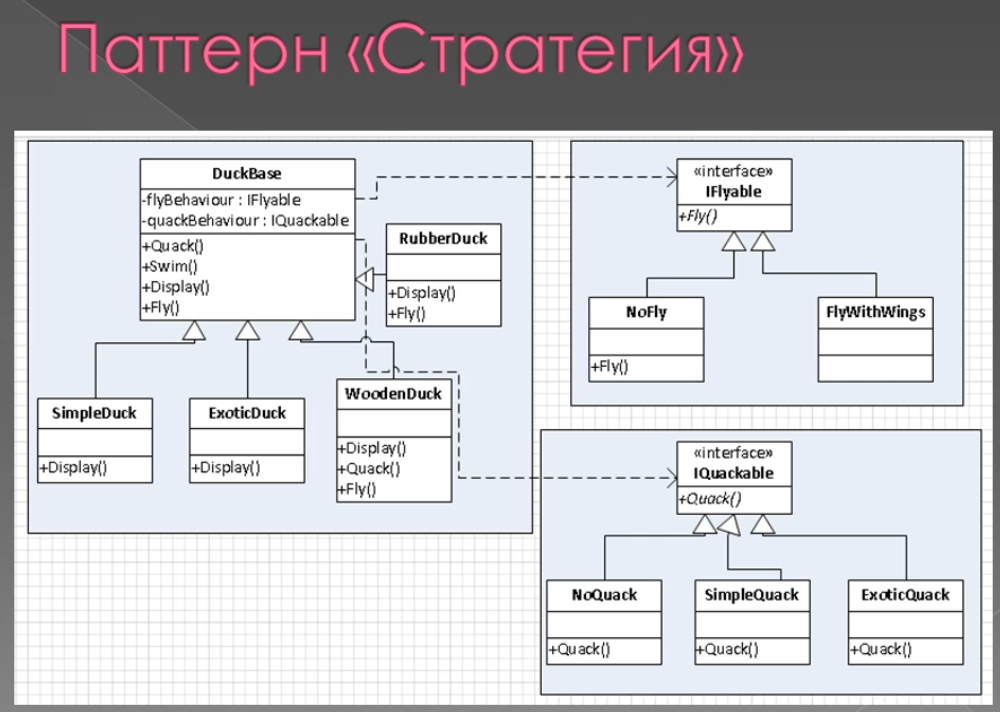 Паттерн «Стратегия»
DuckBase
-flyBehaviour : IFlyable
-quackBehaviour : IQuackable
+Quack()
+Swim()
+Display()
+Fly()
RubberDuck
+Display()
+Fly()
SimpleDuck
+Display()
ExoticDuck
+Display()
WoodenDuck
+Display()
+Quack()
+Fly()
«interface»
IFlyable
+Fly()
NoFly
+Fly()
FlyWithWings
«interface»
IQuackable
+Quack()
NoQuack
+Quack()
SimpleQuack
+Quack()
ExoticQuack
+Quack()